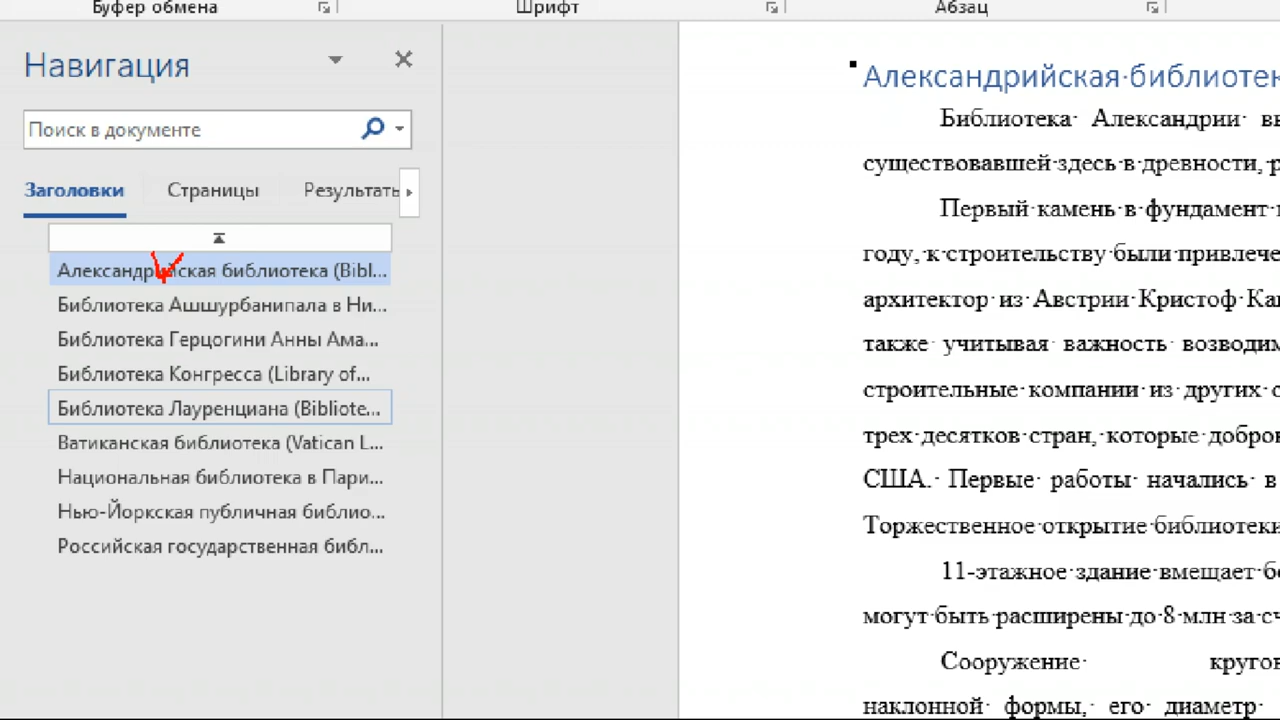 Буфер обмена Шрифт Абзац
Навигация
Поиск в документе
Заголовки Страницы Результать
Александрийская библиотека (Bibl...
Библиотека Ашшурбанипала в Ни...
Библиотека Герцогини Анны Ама...
Библиотека Конгресса (Library of...
Библиотека Лауренциана (Bibliote...
Ватиканская библиотека (Vatican L...
Национальная библиотека в Пари...
Нью-Йоркская публичная библио...
Российская государственная библ...
Александрийская·библиотек
Библиотека· Александрии·
существовавшей·здесь·в·древности,·
Первый·камень·в·фундамент·
году,·к·строительству·были·привлече
архитектор·из·Австрии·Кристоф·
также· учитывая· важность· возводим
строительные·компании·из·других·
трех·десятков·стран,·которые·добров
США.· Первые· работы· начались· в
Торжественное·открытие·библиотеки
11-этажное·здание·вмещает·
могут·быть·расширены·до·8·млн·за·
Сооружение· кругов
наклонной· формы,· его· диаметр·